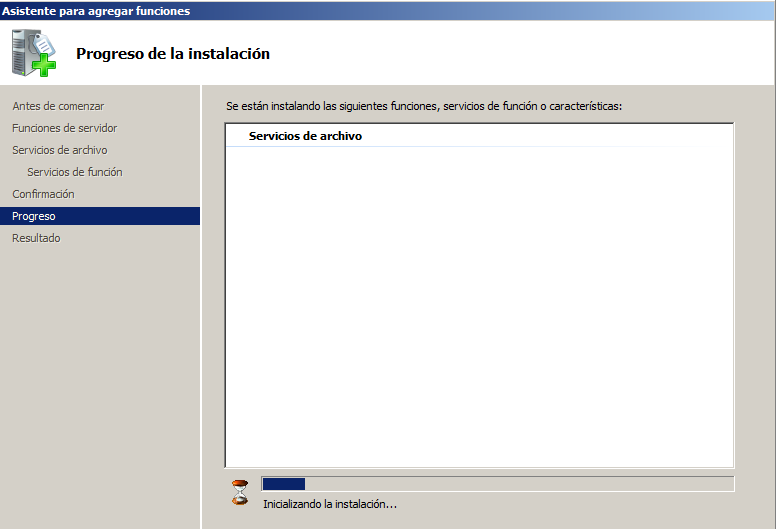 Asistente para agregar funciones
Progreso de la instalación
Antes de comenzar
Funciones de servidor
Servicios de archivo
Servicios de función
Confirmación
Progreso
Resultado
Se están instalando las siguientes funciones, servicios de función o características:
Servicios de archivo
Inicializando la instalación...